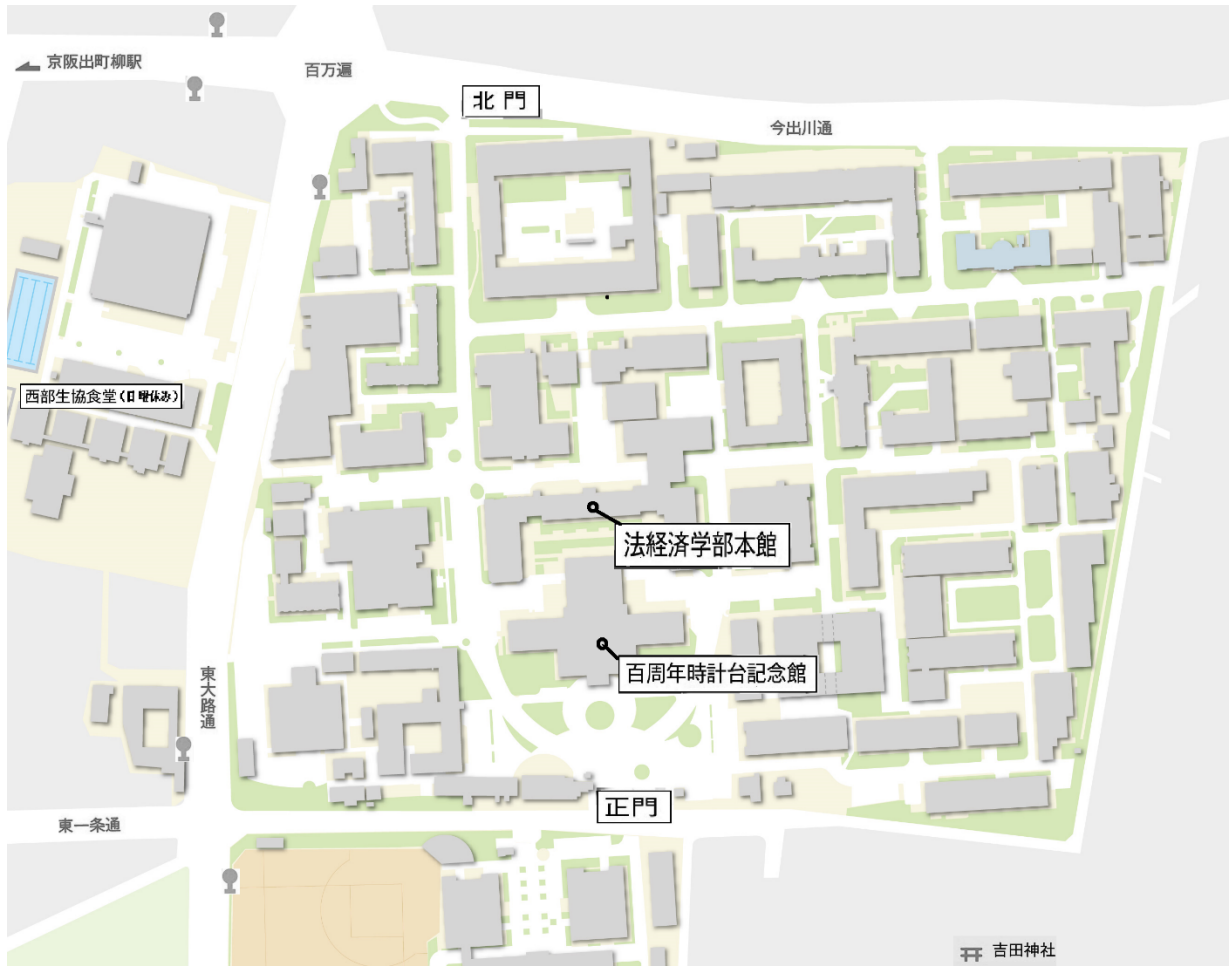 京阪出町柳駅
百万遍
北門
今出川通
西部生協食堂(日曜休み)
法経済学部本館
百周年時計台記念館
東大路通
正門
東一条通
吉田神社